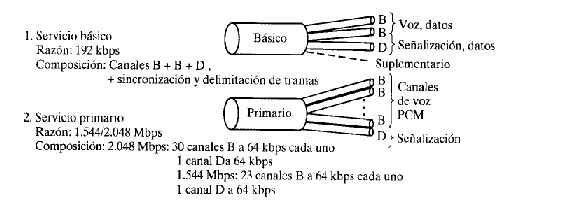 1. Servicio básico
Razón: 192 kbps
Composición: Canales B + B + D ,
+ sincronización y delimitación de tramas
Básico
B
B
D
Voz, datos
Señalización, datos
Suplementario
2. Servicio primario
Razón: 1.544/2.048 Mbps
Composición: 2.048 Mbps: 30 canales B a 64 kbps cada uno
1 canal Da 64 kbps
1.544 Mbps: 23 canales B a 64 kbps cada uno
1 canal D a 64 kbps
Primario
B
B
B
D
Canales
de voz
PCM
Señalización